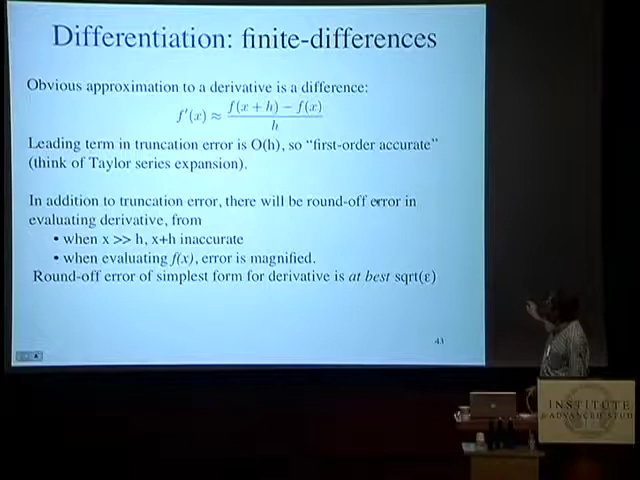 Differentiation: finite-differences
Obvious approximation to a derivative is a difference:
f'(x) ≈ f(x + h) − f(x) / h
Leading term in truncation error is O(h), so “first-order accurate”
(think of Taylor series expansion).
In addition to truncation error, there will be round-off error in
evaluating derivative, from
• when x >> h, x+h inaccurate
• when evaluating f(x), error is magnified.
Round-off error of simplest form for derivative is at best sqrt(ε)
43
INSTITUTE
ADVANCED STUD